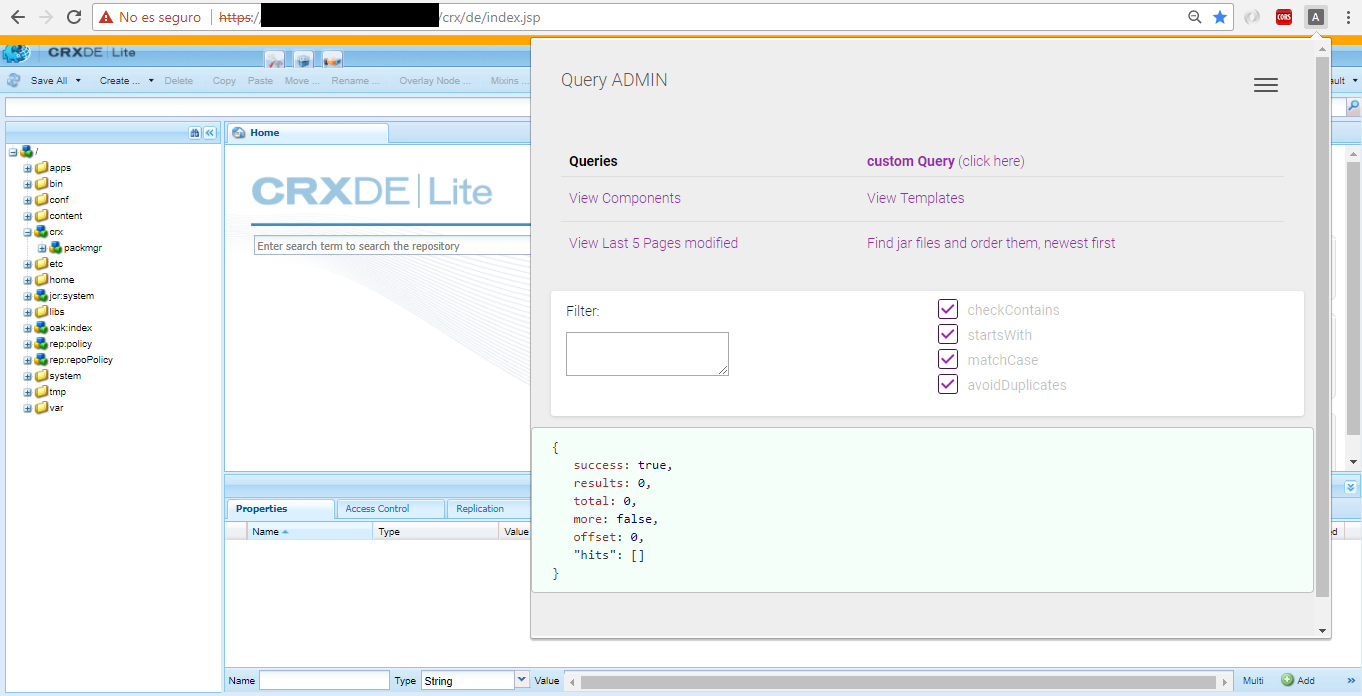 No es seguro https:/ /crx/de/index.jsp
CORS
A
CRXDE Lite
Save All Create ... Delete Copy Paste Move ... Rename ... Overlay Node ... Mixins ...
ault
/
apps
bin
conf
content
crx
packmgr
etc
home
jcr:system
libs
oak:index
rep:policy
rep:repoPolicy
system
tmp
var
Home
CRXDE Lite
Enter search term to search the repository
Query ADMIN
Queries custom Query (click here)
View Components View Templates
View Last 5 Pages modified Find jar files and order them, newest first
Filter:
checkContains
startsWith
matchCase
avoidDuplicates
{
success: true,
results: 0,
total: 0,
more: false,
offset: 0,
"hits": []
}
Properties Access Control Replication
Name Type Value ed
Name Type String Value Multi Add »